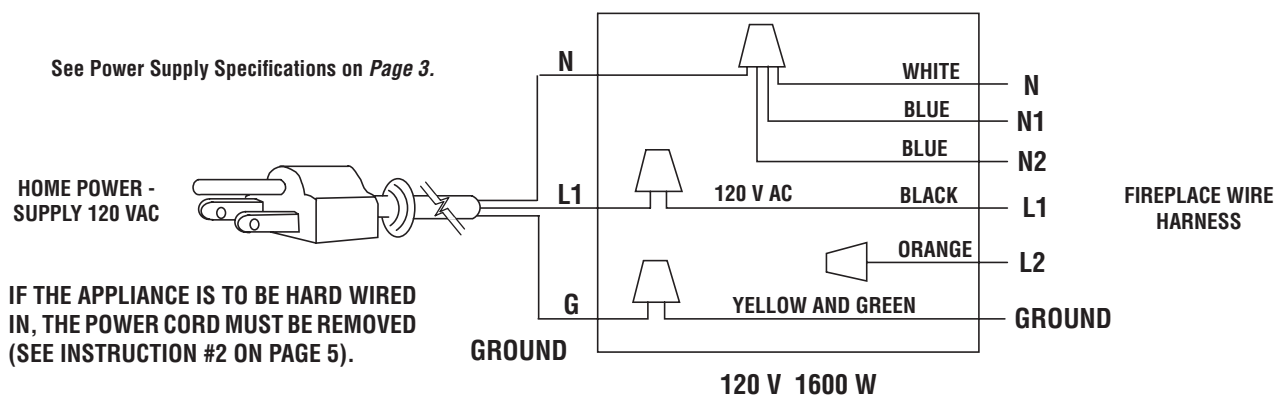 See Power Supply Specifications on Page 3.
HOME POWER -
SUPPLY 120 VAC
IF THE APPLIANCE IS TO BE HARD WIRED
IN, THE POWER CORD MUST BE REMOVED
(SEE INSTRUCTION #2 ON PAGE 5).
N
L1
G
GROUND
120 V AC
WHITE
BLUE
BLUE
BLACK
ORANGE
YELLOW AND GREEN
N
N1
N2
L1
L2
GROUND
FIREPLACE WIRE
HARNESS
120 V 1600 W